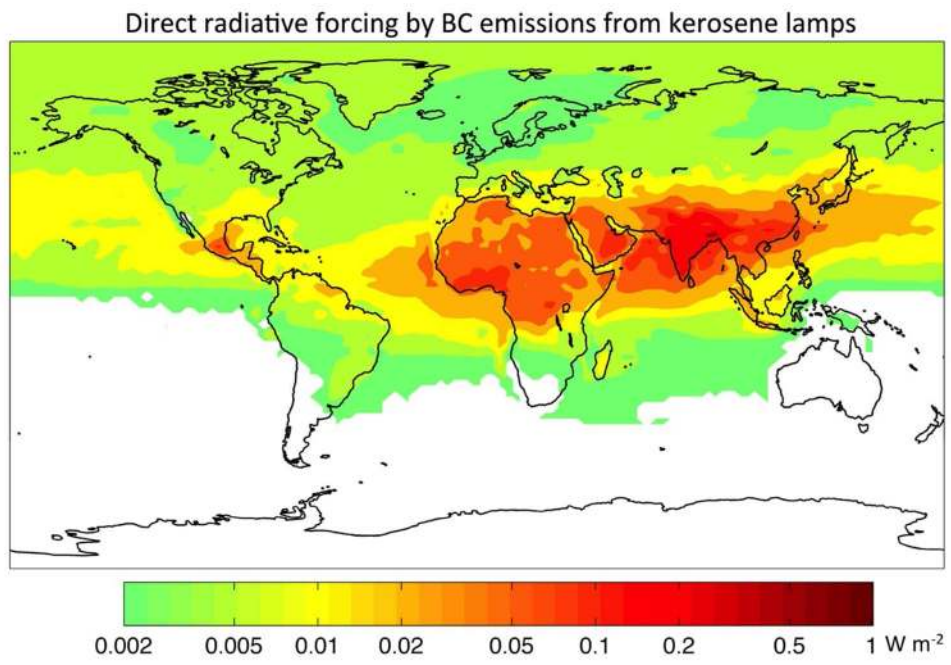 Direct radiative forcing by BC emissions from kerosene lamps
0.002 0.005 0.01 0.02 0.05 0.1 0.2 0.5 1 W m⁻²